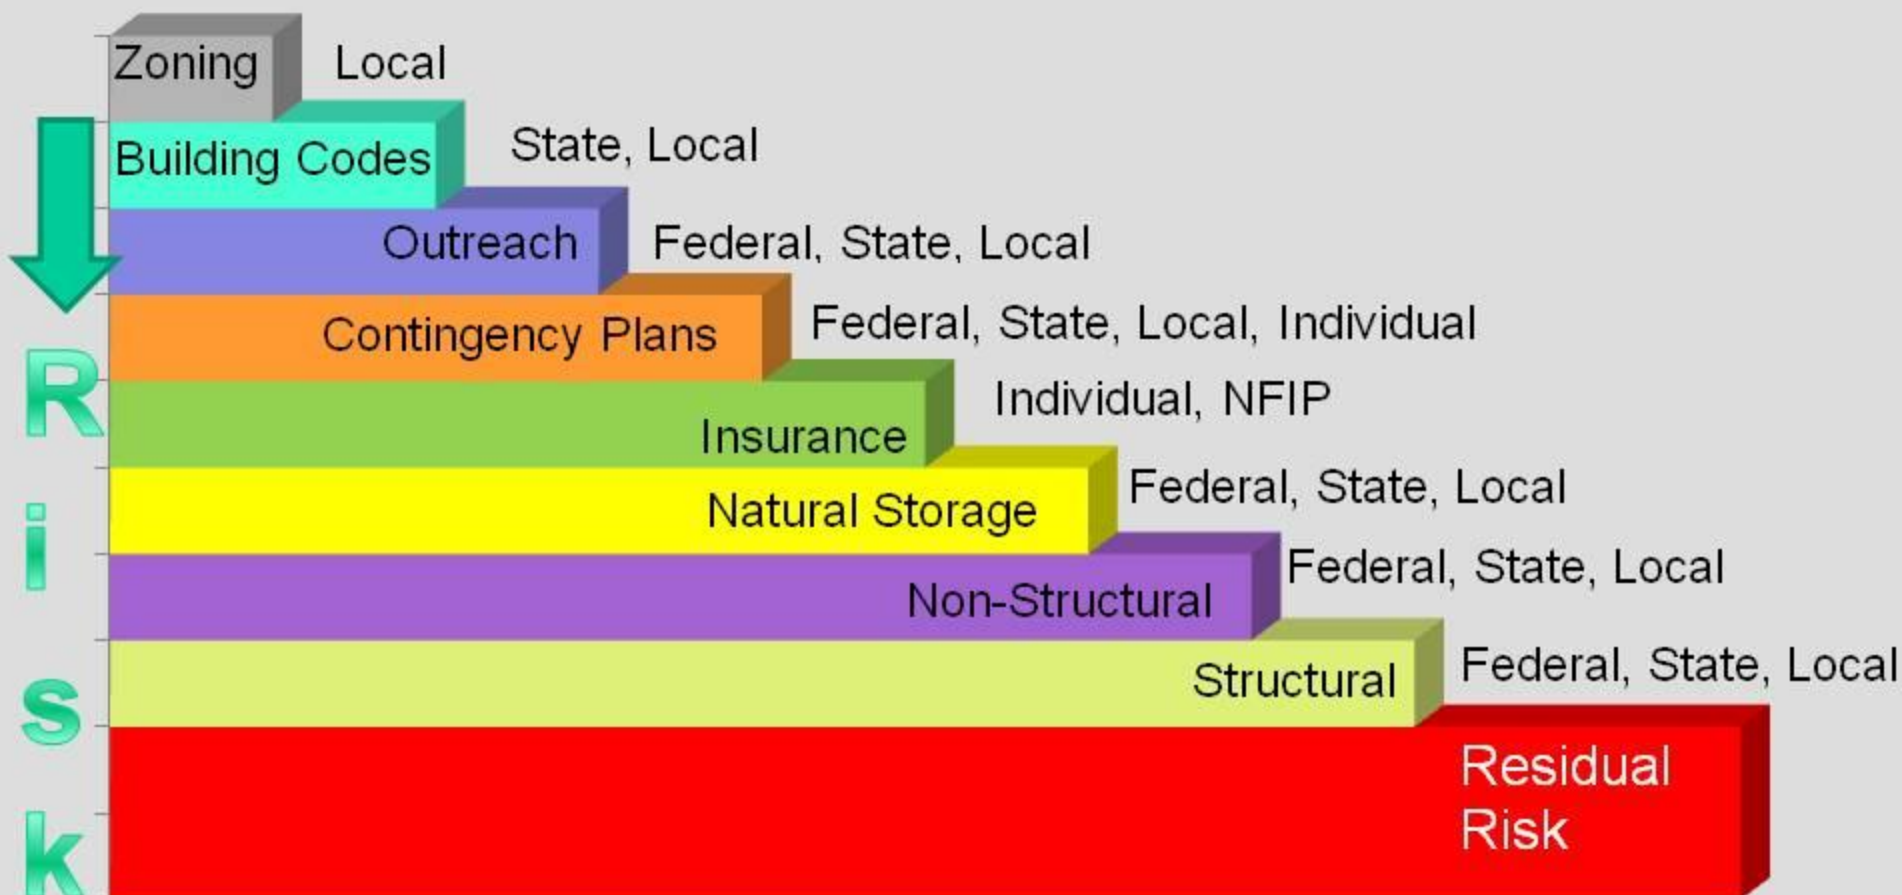 Zoning Local
Building Codes State, Local
Outreach Federal, State, Local
Contingency Plans Federal, State, Local, Individual
Insurance Individual, NFIP
Natural Storage Federal, State, Local
Non-Structural Federal, State, Local
Structural Federal, State, Local
Residual
Risk
Risk